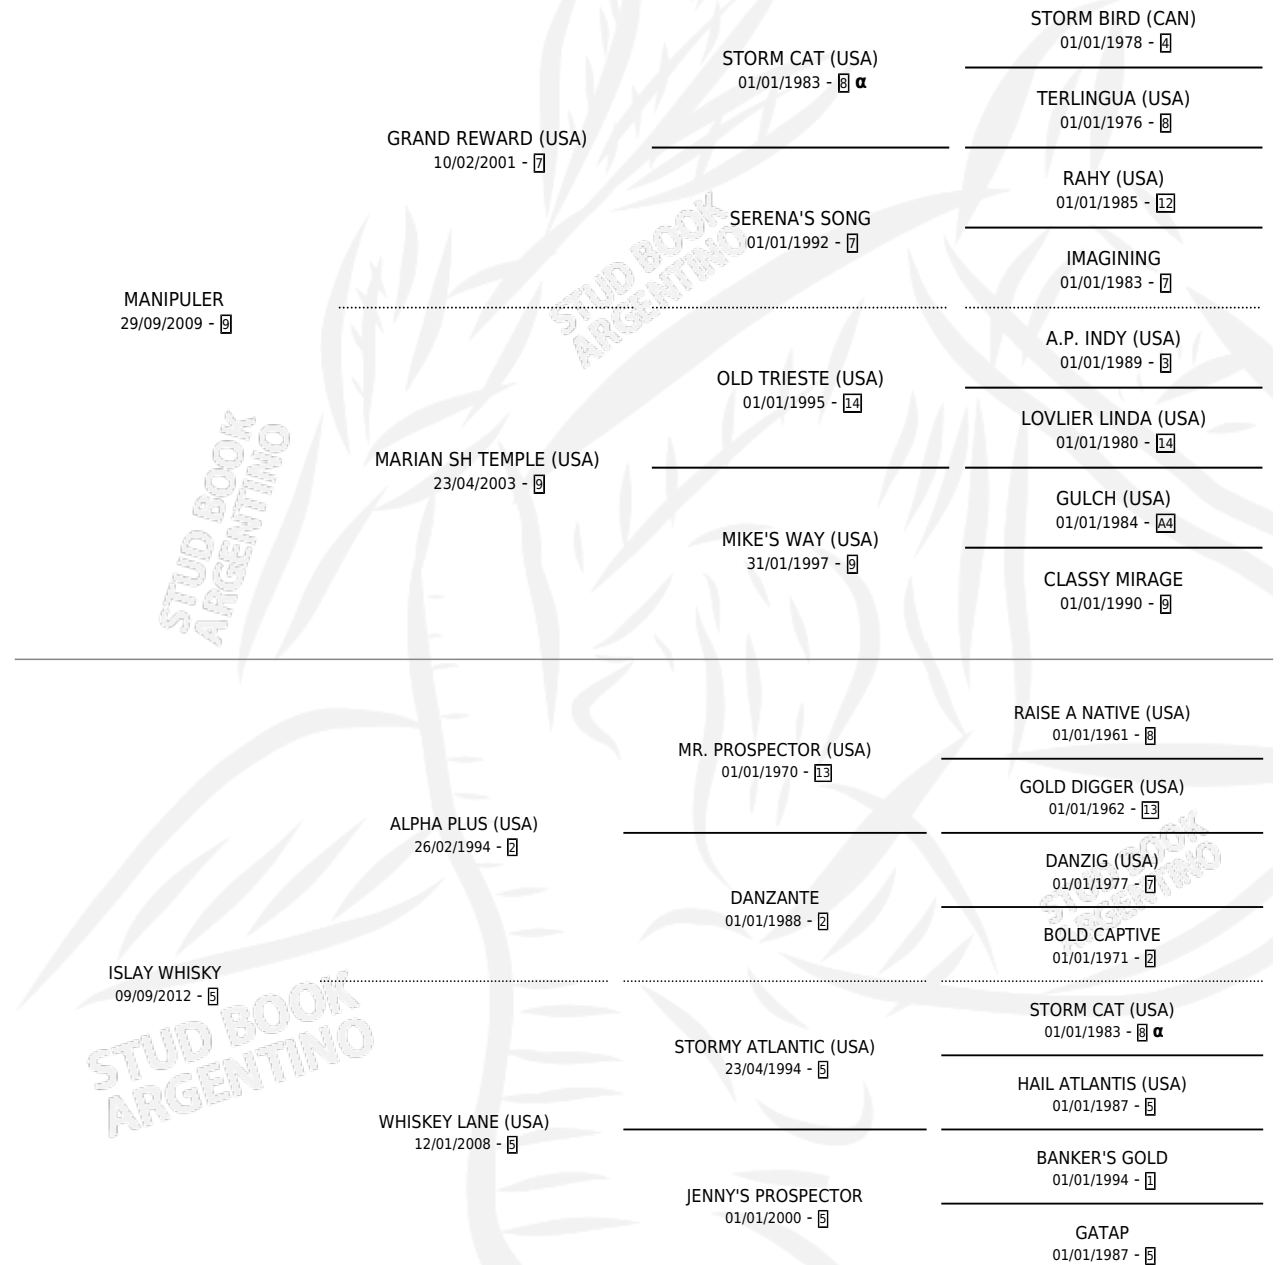 STORM BIRD (CAN)
01/01/1978 - 4
STORM CAT (USA)
01/01/1983 - 8 α
TERLINGUA (USA)
01/01/1976 - 8
GRAND REWARD (USA)
10/02/2001 - 7
RAHY (USA)
01/01/1985 - 12
SERENA'S SONG
01/01/1992 - 7
IMAGINING
01/01/1983 - 7
STUD BOOK
ARGENTINO
MANIPULER
29/09/2009 - 9
A.P. INDY (USA)
01/01/1989 - 3
OLD TRIESTE (USA)
01/01/1995 - 14
LOVLIER LINDA (USA)
01/01/1980 - 14
MARIAN SH TEMPLE (USA)
23/04/2003 - 9
GULCH (USA)
01/01/1984 - A4
MIKE'S WAY (USA)
31/01/1997 - 9
CLASSY MIRAGE
01/01/1990 - 9
STUD BOOK
ARGENTINO
RAISE A NATIVE (USA)
01/01/1961 - 8
MR. PROSPECTOR (USA)
01/01/1970 - 13
GOLD DIGGER (USA)
01/01/1962 - 13
ALPHA PLUS (USA)
26/02/1994 - 2
DANZIG (USA)
01/01/1977 - 7
DANZANTE
01/01/1988 - 2
BOLD CAPTIVE
01/01/1971 - 2
STUD BOOK
ARGENTINO
ISLAY WHISKY
09/09/2012 - 5
STORM CAT (USA)
01/01/1983 - 8 α
STORMY ATLANTIC (USA)
23/04/1994 - 5
HAIL ATLANTIS (USA)
01/01/1987 - 5
WHISKEY LANE (USA)
12/01/2008 - 5
BANKER'S GOLD
01/01/1994 - 1
JENNY'S PROSPECTOR
01/01/2000 - 5
GATAP
01/01/1987 - 5
STUD BOOK
ARGENTINO